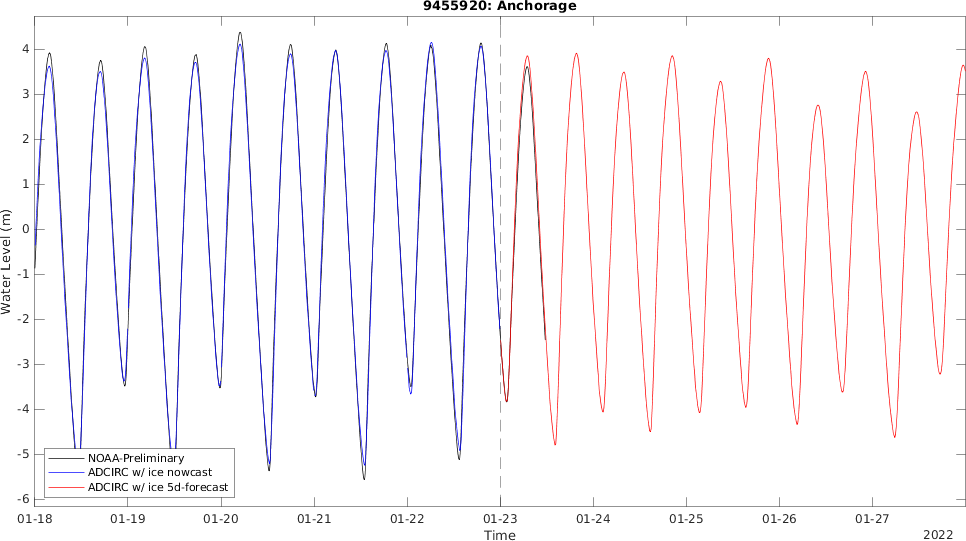 9455920: Anchorage
Water Level (m)
4
3
2
1
0
-1
-2
-3
-4
-5
-6
NOAA-Preliminary
ADCIRC w/ ice nowcast
ADCIRC w/ ice 5d-forecast
01-18 01-19 01-20 01-21 01-22 01-23 01-24 01-25 01-26 01-27
Time
2022